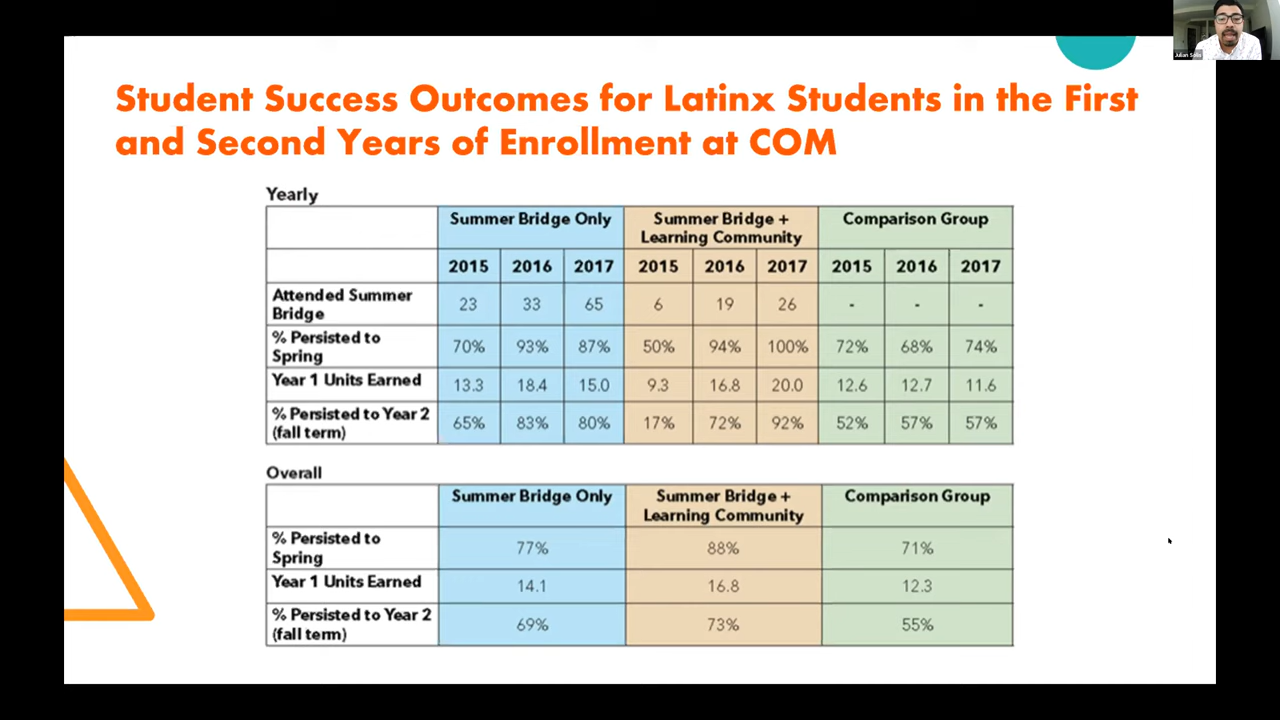 Student Success Outcomes for Latinx Students in the First
and Second Years of Enrollment at COM
Yearly
Summer Bridge Only
Summer Bridge +
Learning Community
Comparison Group
2015 2016 2017 2015 2016 2017 2015 2016 2017
Attended Summer
Bridge
23 33 65 6 19 26 - - -
% Persisted to
Spring
70% 93% 87% 50% 94% 100% 72% 68% 74%
Year 1 Units Earned 13.3 18.4 15.0 9.3 16.8 20.0 12.6 12.7 11.6
% Persisted to Year 2
(fall term)
65% 83% 80% 17% 72% 92% 52% 57% 57%
Overall
Summer Bridge Only
Summer Bridge +
Learning Community
Comparison Group
% Persisted to
Spring
77% 88% 71%
Year 1 Units Earned 14.1 16.8 12.3
% Persisted to Year 2
(fall term)
69% 73% 55%
Julian